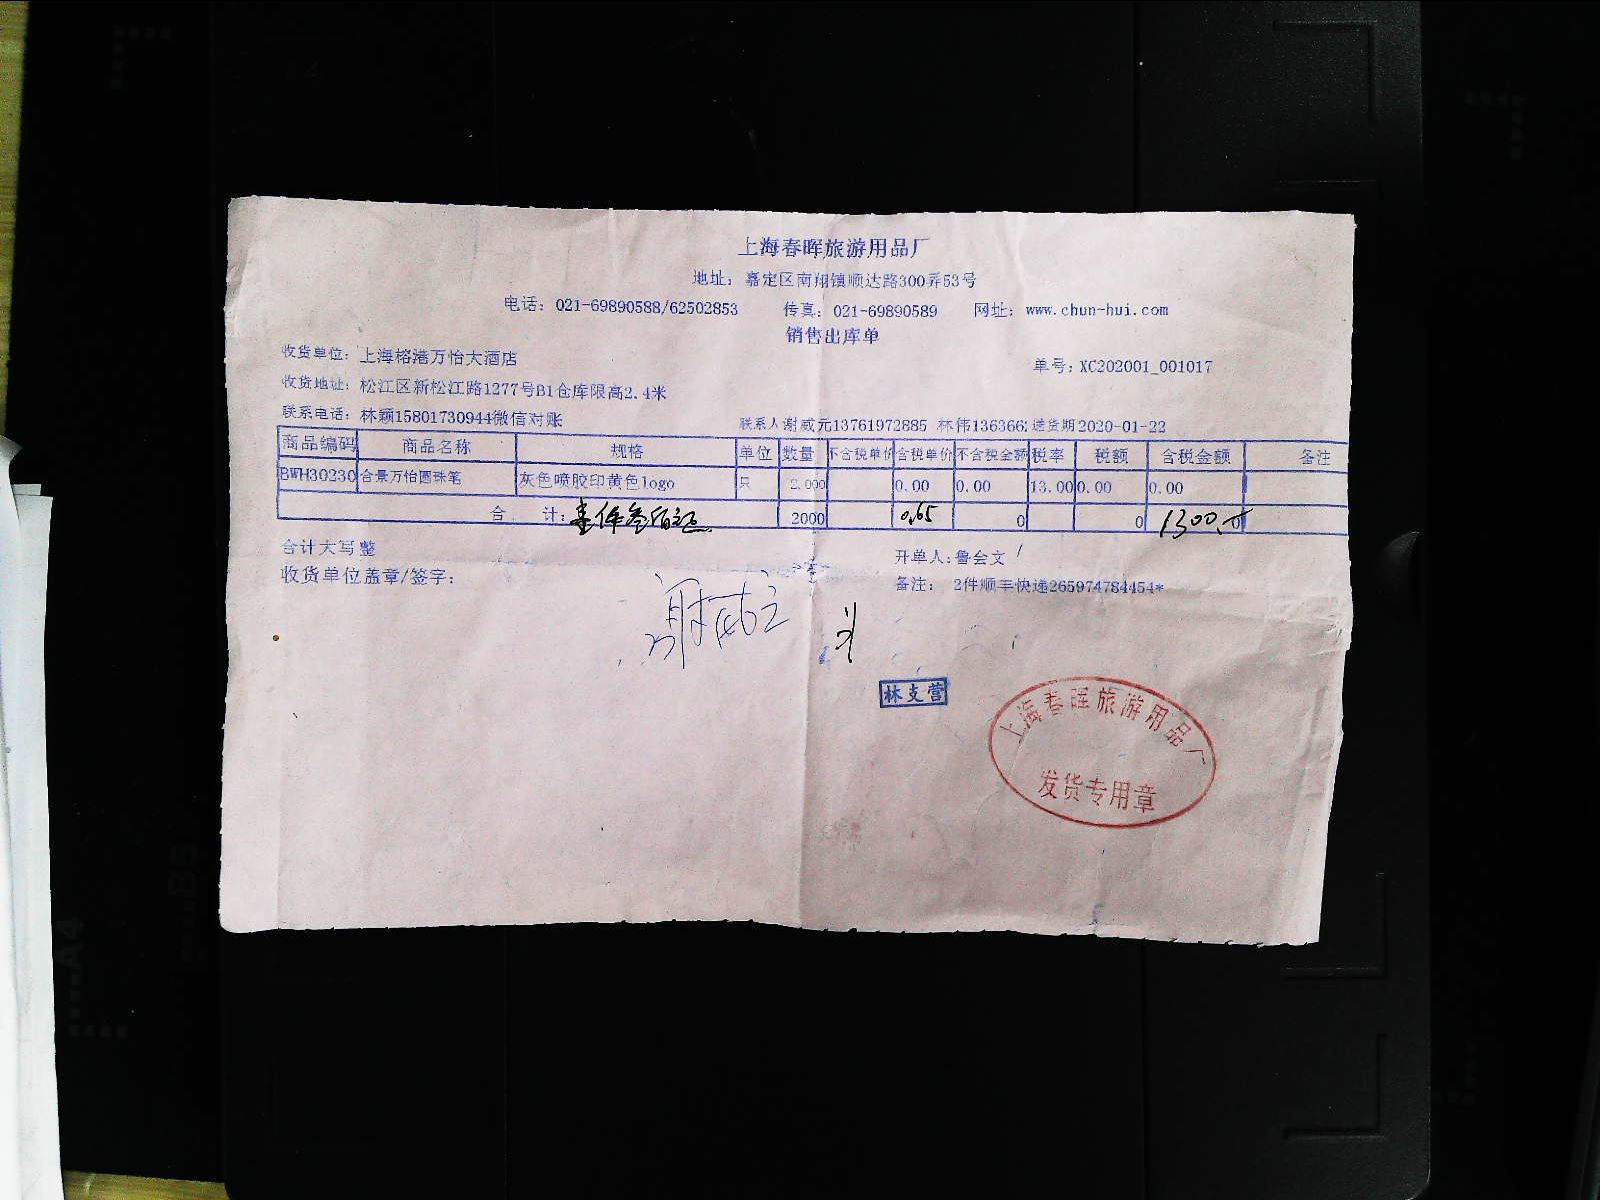 上海春晖旅游用品厂
地址：嘉定区南翔镇顺达路300弄53号
电话：021-69890588/62502853 传真：021-69890589 网址：www.chun-hui.com
销售出库单
收货单位：上海榕港万怡大酒店 单号：XC202001_001017
收货地址：松江区新松江路1277号B1仓库限高2.4米
联系电话：林颖15801730944微信对账 联系人谢威元13761972885 林伟136366 送货期2020-01-22
商品编码 商品名称 规格 单位 数量 不含税单价 含税单价 不含税金额 税率 税额 含税金额 备注
BWH30230 合景万怡圆珠笔 灰色喷胶印黄色logo 只 2,000 0.00 0.00 13.00 0.00 0.00
合 计：壹仟叁佰元正 2000 0.65 0 0 1300.- 0
合计大写整 开单人：鲁会文
收货单位盖章/签字： 备注： 2件顺丰快递265974784454*
林支营
上海春晖旅游用品厂
发货专用章
A4
B5